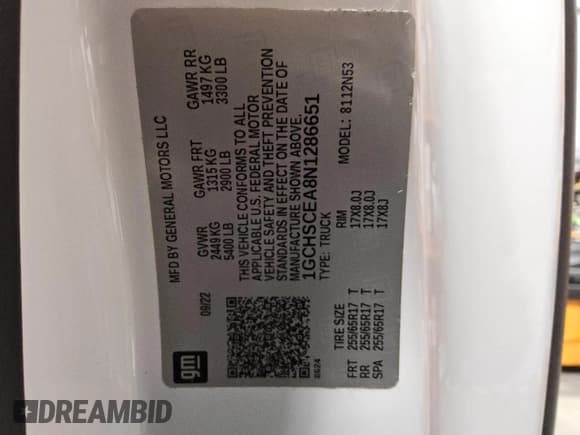 MFD BY GENERAL MOTORS LLC
09/22
GVWR GAWR FRT GAWR RR
2449 KG 1315 KG 1497 KG
5400 LB 2900 LB 3300 LB
THIS VEHICLE CONFORMS TO ALL
APPLICABLE U.S. FEDERAL MOTOR
VEHICLE SAFETY AND THEFT PREVENTION
STANDARDS IN EFFECT ON THE DATE OF
MANUFACTURE SHOWN ABOVE.
1GCHSCEA8N1286651
TYPE: TRUCK MODEL: 8112N53
gm
8624
TIRE SIZE RIM
FRT 255/65R17 T 17X8.0J
RR 255/65R17 T 17X8.0J
SPA 255/65R17 T 17X8J
DREAMBID